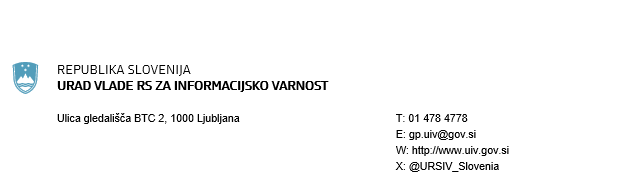 REPUBLIKA SLOVENIJA
URAD VLADE RS ZA INFORMACIJSKO VARNOST
Ulica gledališča BTC 2, 1000 Ljubljana
T: 01 478 4778
E: gp.uiv@gov.si
W: http://www.uiv.gov.si
X: @URSIV_Slovenia